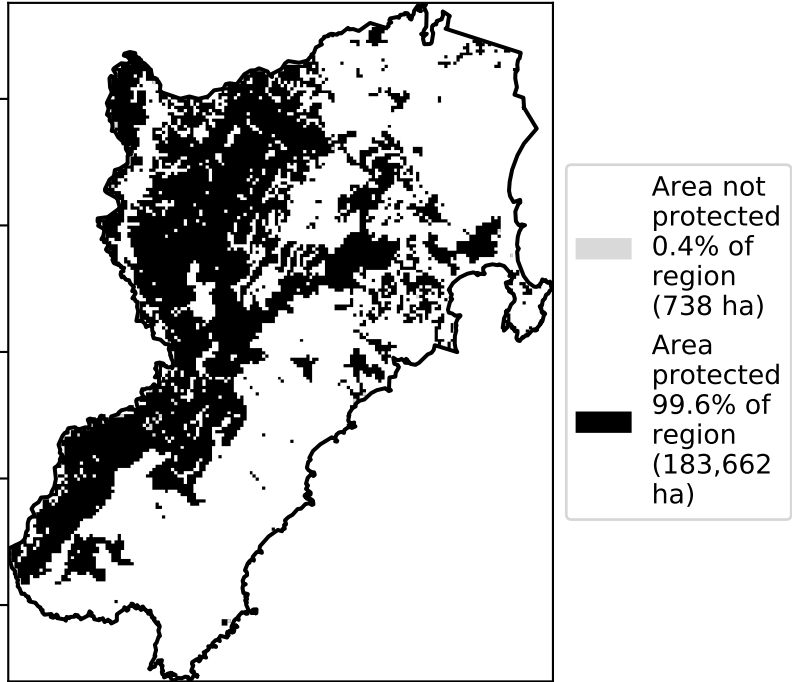 Area not
protected
0.4% of
region
(738 ha)
Area
protected
99.6% of
region
(183,662
ha)